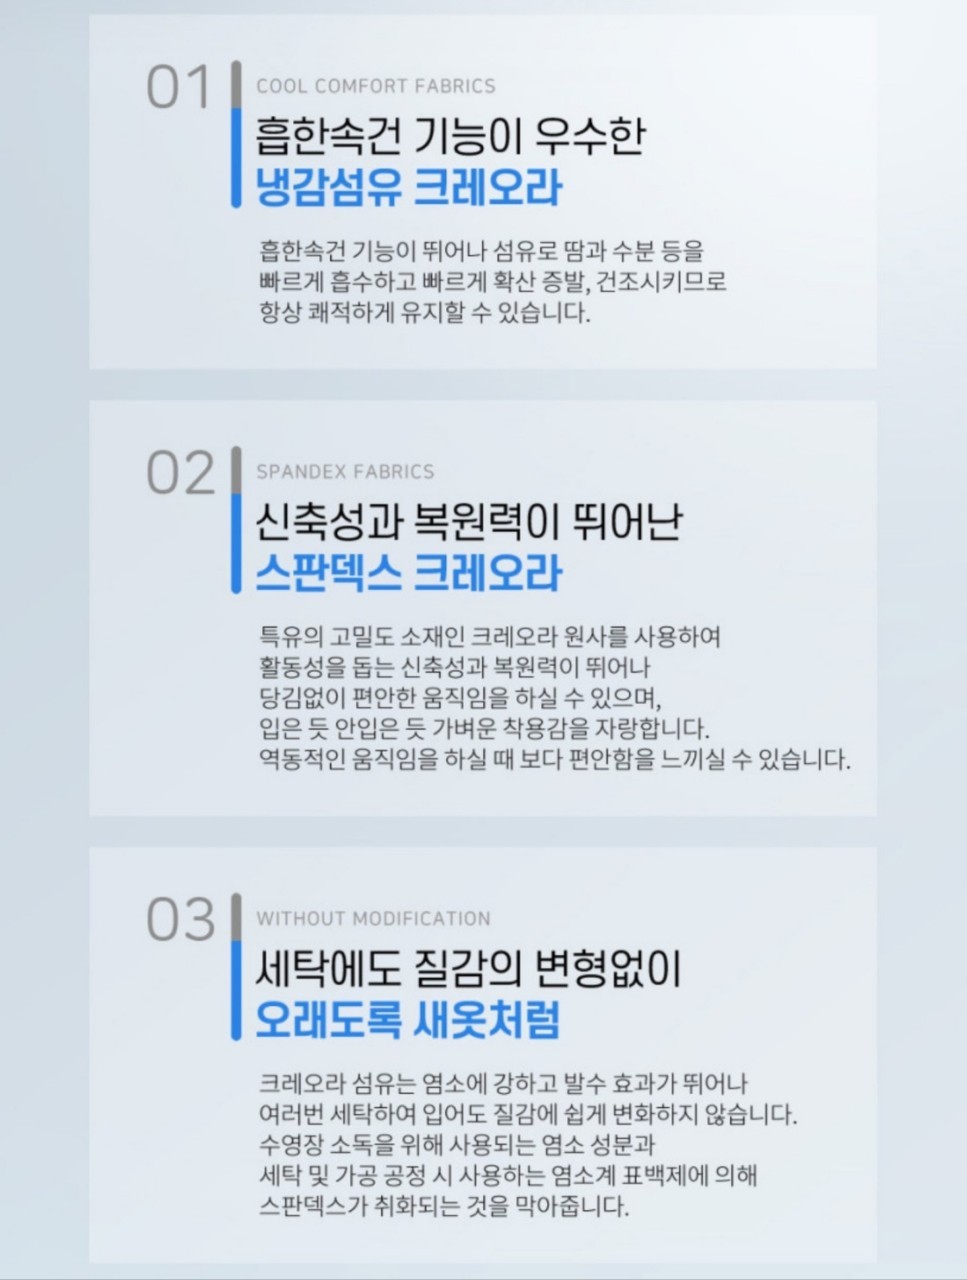 01
COOL COMFORT FABRICS
흡한속건 기능이 우수한
냉감섬유 크레오라
흡한속건 기능이 뛰어나 섬유로 땀과 수분 등을
빠르게 흡수하고 빠르게 확산 증발, 건조시키므로
항상 쾌적하게 유지할 수 있습니다.
02
SPANDEX FABRICS
신축성과 복원력이 뛰어난
스판덱스 크레오라
특유의 고밀도 소재인 크레오라 원사를 사용하여
활동성을 돕는 신축성과 복원력이 뛰어나
당김없이 편안한 움직임을 하실 수 있으며,
입은 듯 안입은 듯 가벼운 착용감을 자랑합니다.
역동적인 움직임을 하실 때 보다 편안함을 느끼실 수 있습니다.
03
WITHOUT MODIFICATION
세탁에도 질감의 변형없이
오래도록 새옷처럼
크레오라 섬유는 염소에 강하고 발수 효과가 뛰어나
여러번 세탁하여 입어도 질감에 쉽게 변화하지 않습니다.
수영장 소독을 위해 사용되는 염소 성분과
세탁 및 가공 공정 시 사용하는 염소계 표백제에 의해
스판덱스가 취화되는 것을 막아줍니다.